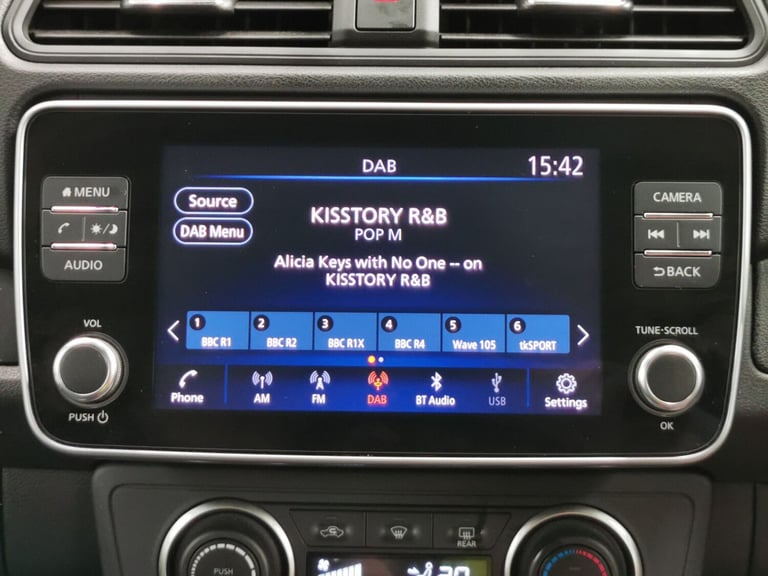 DAB
15:42
MENU
CAMERA
Source
KISSTORY R&B
DAB Menu
POP M
AUDIO
BACK
Alicia Keys with No One -- on
KISSTORY R&B
1 BBC R1
2 BBC R2
3 BBC R1X
4 BBC R4
5 Wave 105
6 tkSPORT
VOL
TUNE•SCROLL
Phone
AM
FM
DAB
BT Audio
USB
Settings
PUSH
OK
REAR
PUSH